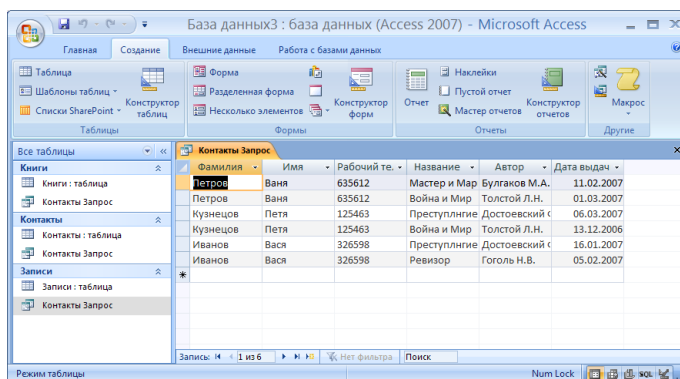 База данных3 : база данных (Access 2007) - Microsoft Access
Главная Создание Внешние данные Работа с базами данных
Таблица
Шаблоны таблиц
Списки SharePoint
Конструктор таблиц
Таблицы
Форма
Разделенная форма
Несколько элементов
Конструктор форм
Формы
Отчет
Наклейки
Пустой отчет
Мастер отчетов
Конструктор отчетов
Отчеты
Макрос
Другие
Все таблицы
Книги
Книги : таблица
Контакты Запрос
Контакты
Контакты : таблица
Контакты Запрос
Записи
Записи : таблица
Контакты Запрос
Контакты Запрос
Фамилия Имя Рабочий те. Название Автор Дата выдач
Петров Ваня 635612 Мастер и Мар Булгаков М.А. 11.02.2007
Петров Ваня 635612 Война и Мир Толстой Л.Н. 01.03.2007
Кузнецов Петя 125463 Преступлнгие Достоевский 06.03.2007
Кузнецов Петя 125463 Война и Мир Толстой Л.Н. 13.12.2006
Иванов Вася 326598 Преступлнгие Достоевский 16.01.2007
Иванов Вася 326598 Ревизор Гоголь Н.В. 05.02.2007
Запись: 1 из 6 Нет фильтра Поиск
Режим таблицы Num Lock SQL